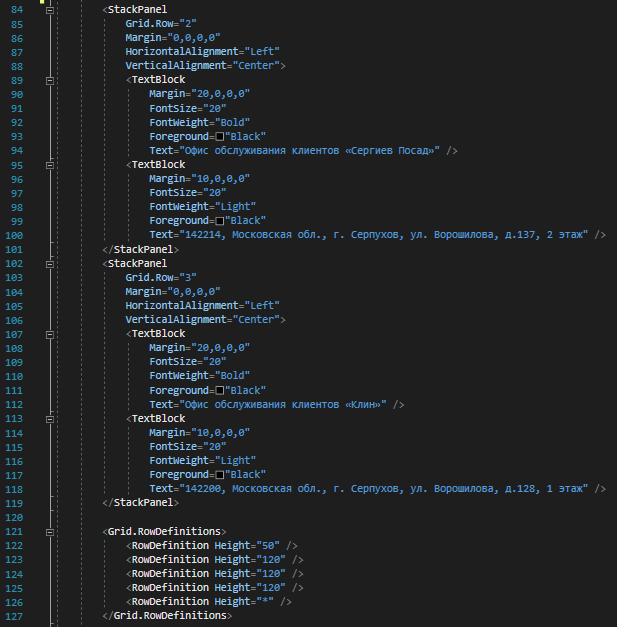 84 <StackPanel
85 Grid.Row="2"
86 Margin="0,0,0,0"
87 HorizontalAlignment="Left"
88 VerticalAlignment="Center">
89 <TextBlock
90 Margin="20,0,0,0"
91 FontSize="20"
92 FontWeight="Bold"
93 Foreground="Black"
94 Text="Офис обслуживания клиентов «Сергиев Посад»" />
95 <TextBlock
96 Margin="10,0,0,0"
97 FontSize="20"
98 FontWeight="Light"
99 Foreground="Black"
100 Text="142214, Московская обл., г. Серпухов, ул. Ворошилова, д.137, 2 этаж" />
101 </StackPanel>
102 <StackPanel
103 Grid.Row="3"
104 Margin="0,0,0,0"
105 HorizontalAlignment="Left"
106 VerticalAlignment="Center">
107 <TextBlock
108 Margin="20,0,0,0"
109 FontSize="20"
110 FontWeight="Bold"
111 Foreground="Black"
112 Text="Офис обслуживания клиентов «Клин»" />
113 <TextBlock
114 Margin="10,0,0,0"
115 FontSize="20"
116 FontWeight="Light"
117 Foreground="Black"
118 Text="142200, Московская обл., г. Серпухов, ул. Ворошилова, д.128, 1 этаж" />
119 </StackPanel>
120
121 <Grid.RowDefinitions>
122 <RowDefinition Height="50" />
123 <RowDefinition Height="120" />
124 <RowDefinition Height="120" />
125 <RowDefinition Height="120" />
126 <RowDefinition Height="*" />
127 </Grid.RowDefinitions>